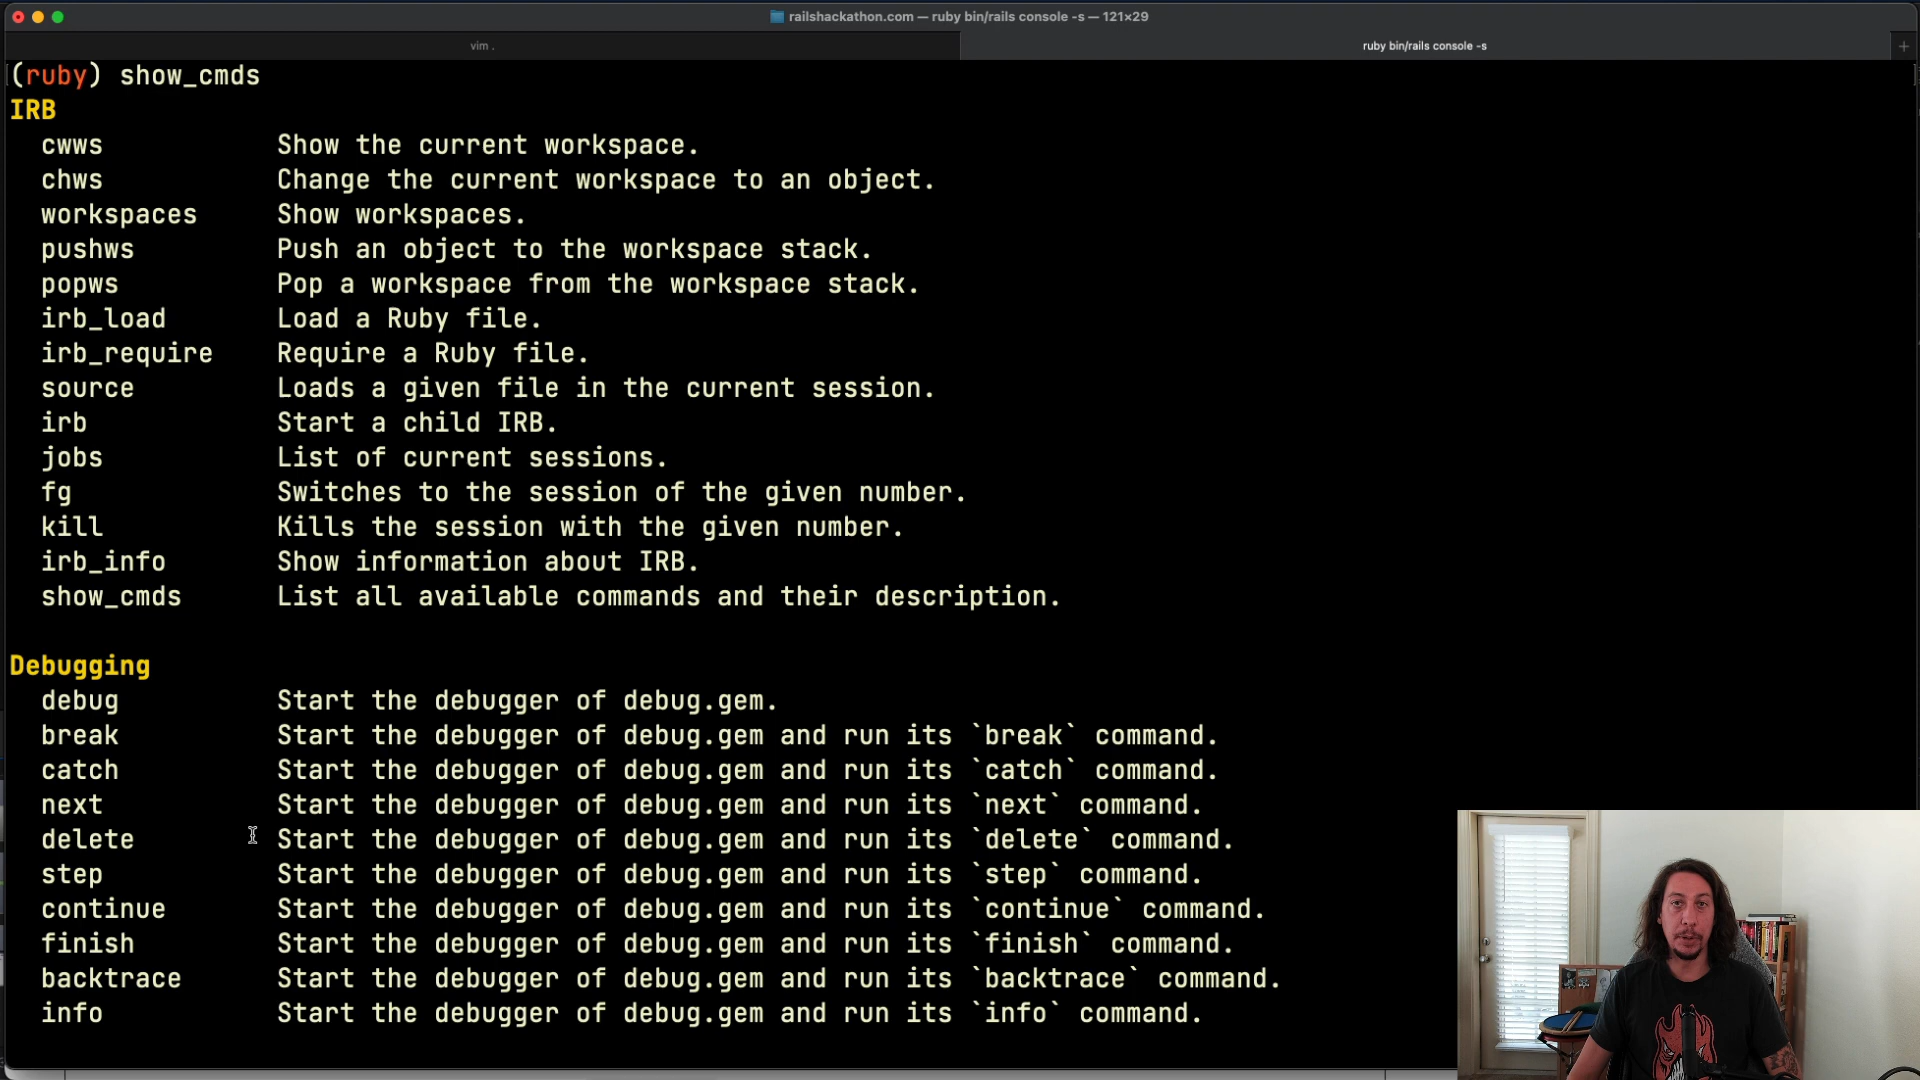 railshackathon.com — ruby bin/rails console -s — 121×29
vim .
ruby bin/rails console -s
(ruby) show_cmds
IRB
cwws Show the current workspace.
chws Change the current workspace to an object.
workspaces Show workspaces.
pushws Push an object to the workspace stack.
popws Pop a workspace from the workspace stack.
irb_load Load a Ruby file.
irb_require Require a Ruby file.
source Loads a given file in the current session.
irb Start a child IRB.
jobs List of current sessions.
fg Switches to the session of the given number.
kill Kills the session with the given number.
irb_info Show information about IRB.
show_cmds List all available commands and their description.
Debugging
debug Start the debugger of debug.gem.
break Start the debugger of debug.gem and run its `break` command.
catch Start the debugger of debug.gem and run its `catch` command.
next Start the debugger of debug.gem and run its `next` command.
delete Start the debugger of debug.gem and run its `delete` command.
step Start the debugger of debug.gem and run its `step` command.
continue Start the debugger of debug.gem and run its `continue` command.
finish Start the debugger of debug.gem and run its `finish` command.
backtrace Start the debugger of debug.gem and run its `backtrace` command.
info Start the debugger of debug.gem and run its `info` command.